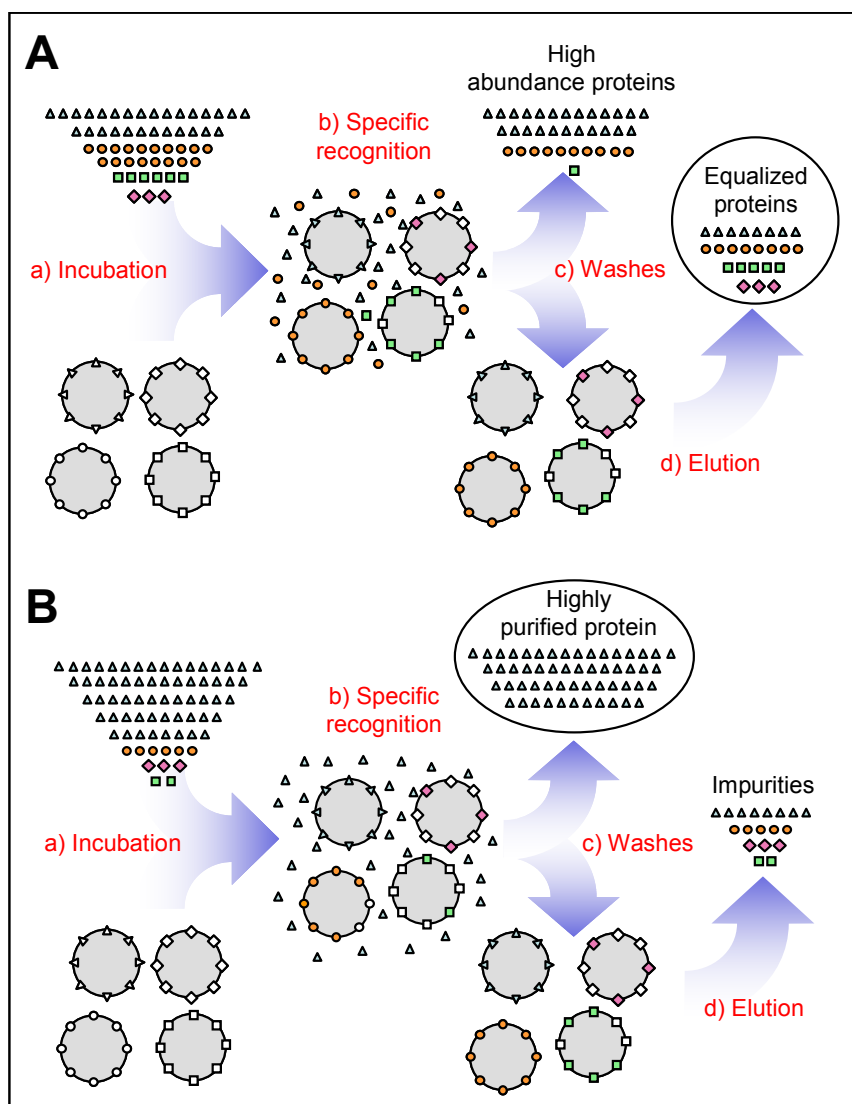 A
High
abundance proteins
b) Specific
recognition
Equalized
proteins
a) Incubation
c) Washes
d) Elution
B
Highly
purified protein
b) Specific
recognition
Impurities
a) Incubation
c) Washes
d) Elution